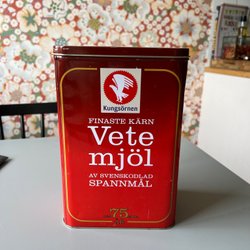 Kungsörnen
FINASTE KÄRN
Vete
mjöl
AV SVENSKODLAD
SPANNMÅL
75